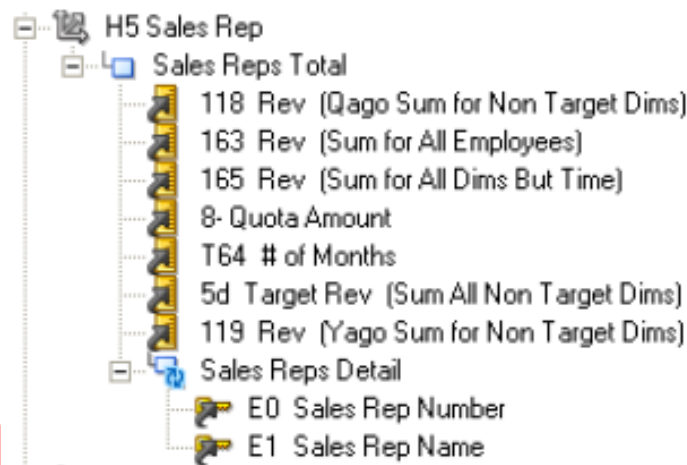 H5 Sales Rep
Sales Reps Total
118 Rev (Qago Sum for Non Target Dims)
163 Rev (Sum for All Employees)
165 Rev (Sum for All Dims But Time)
8- Quota Amount
T64 # of Months
5d Target Rev (Sum All Non Target Dims)
119 Rev (Yago Sum for Non Target Dims)
Sales Reps Detail
E0 Sales Rep Number
E1 Sales Rep Name